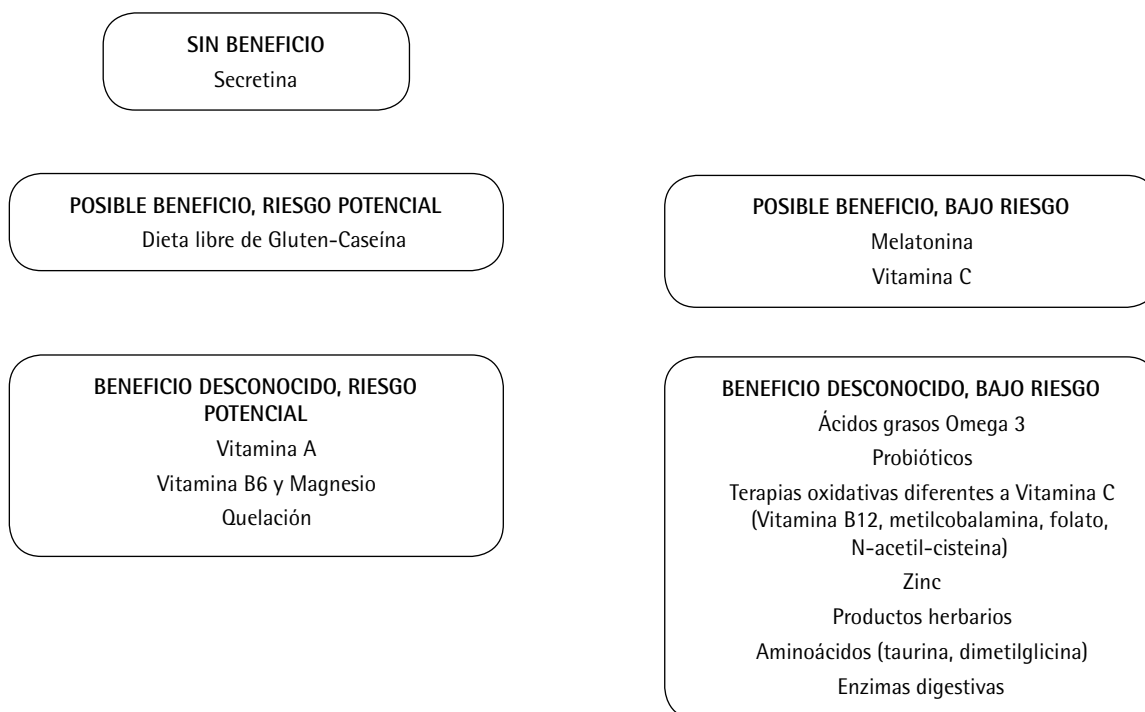 SIN BENEFICIO
Secretina
POSIBLE BENEFICIO, RIESGO POTENCIAL
Dieta libre de Gluten-Caseína
POSIBLE BENEFICIO, BAJO RIESGO
Melatonina
Vitamina C
BENEFICIO DESCONOCIDO, RIESGO
POTENCIAL
Vitamina A
Vitamina B6 y Magnesio
Quelación
BENEFICIO DESCONOCIDO, BAJO RIESGO
Ácidos grasos Omega 3
Probióticos
Terapias oxidativas diferentes a Vitamina C
(Vitamina B12, metilcobalamina, folato,
N-acetil-cisteina)
Zinc
Productos herbarios
Aminoácidos (taurina, dimetilglicina)
Enzimas digestivas